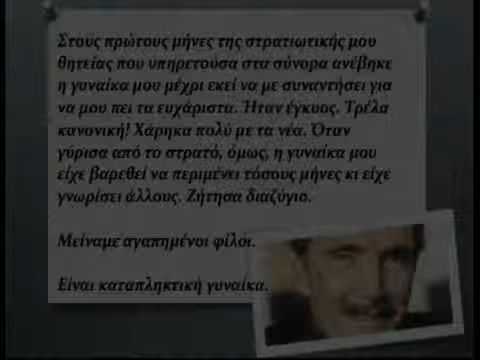 Στους πρώτους μήνες της στρατιωτικής μου
θητείας που υπηρετούσα στα σύνορα ανέβηκε
η γυναίκα μου μέχρι εκεί να με συναντήσει για
να μου πει τα ευχάριστα. Ήταν έγκυος. Τρέλα
κανονική! Χάρηκα πολύ με τα νέα. Όταν
γύρισα από το στρατό, όμως, η γυναίκα μου
είχε βαρεθεί να περιμένει τόσους μήνες κι είχε
γνωρίσει άλλους. Ζήτησα διαζύγιο.
Μείναμε αγαπημένοι φίλοι.
Είναι καταπληκτική γυναίκα.